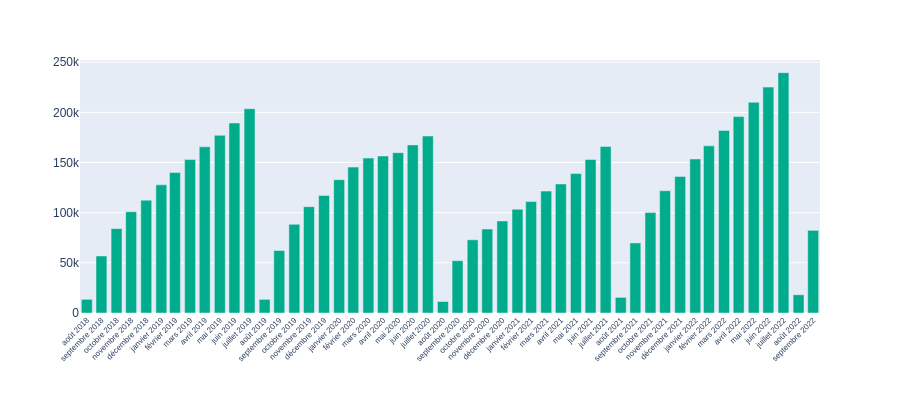 250k
200k
150k
100k
50k
0
août 2018
septembre 2018
octobre 2018
novembre 2018
décembre 2018
janvier 2019
février 2019
mars 2019
avril 2019
mai 2019
juin 2019
juillet 2019
août 2019
septembre 2019
octobre 2019
novembre 2019
décembre 2019
janvier 2020
février 2020
mars 2020
avril 2020
mai 2020
juin 2020
juillet 2020
août 2020
septembre 2020
octobre 2020
novembre 2020
décembre 2020
janvier 2021
février 2021
mars 2021
avril 2021
mai 2021
juin 2021
juillet 2021
août 2021
septembre 2021
octobre 2021
novembre 2021
décembre 2021
janvier 2022
février 2022
mars 2022
avril 2022
mai 2022
juin 2022
juillet 2022
août 2022
septembre 2022